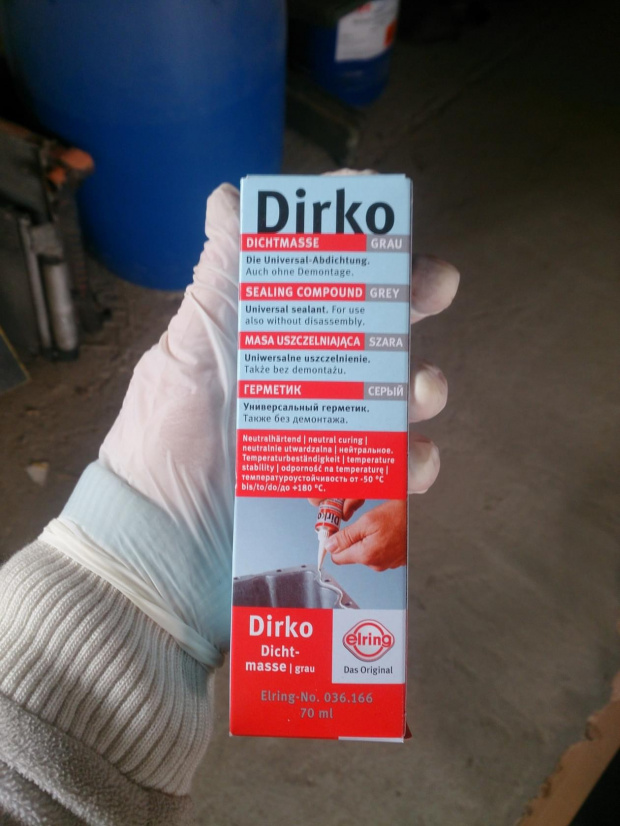 Dirko
DICHTMASSE GRAU
Die Universal-Abdichtung.
Auch ohne Demontage.
SEALING COMPOUND GREY
Universal sealant. For use
also without disassembly.
MASA USZCZELNIAJĄCA SZARA
Uniwersalne uszczelnienie.
Także bez demontażu.
ГЕРМЕТИК СЕРЫЙ
Универсальный герметик.
Также без демонтажа.
Neutralhärtend | neutral curing |
neutralnie utwardzalna | нейтральное.
Temperaturbeständigkeit | temperature
stability | odporność na temperaturę |
температуроустойчивость от -50 °C
bis/to/do/до +180 °C.
Dirko
Dirko
Dicht-
masse | grau
elring
Das Original
Elring-No. 036.166
70 ml